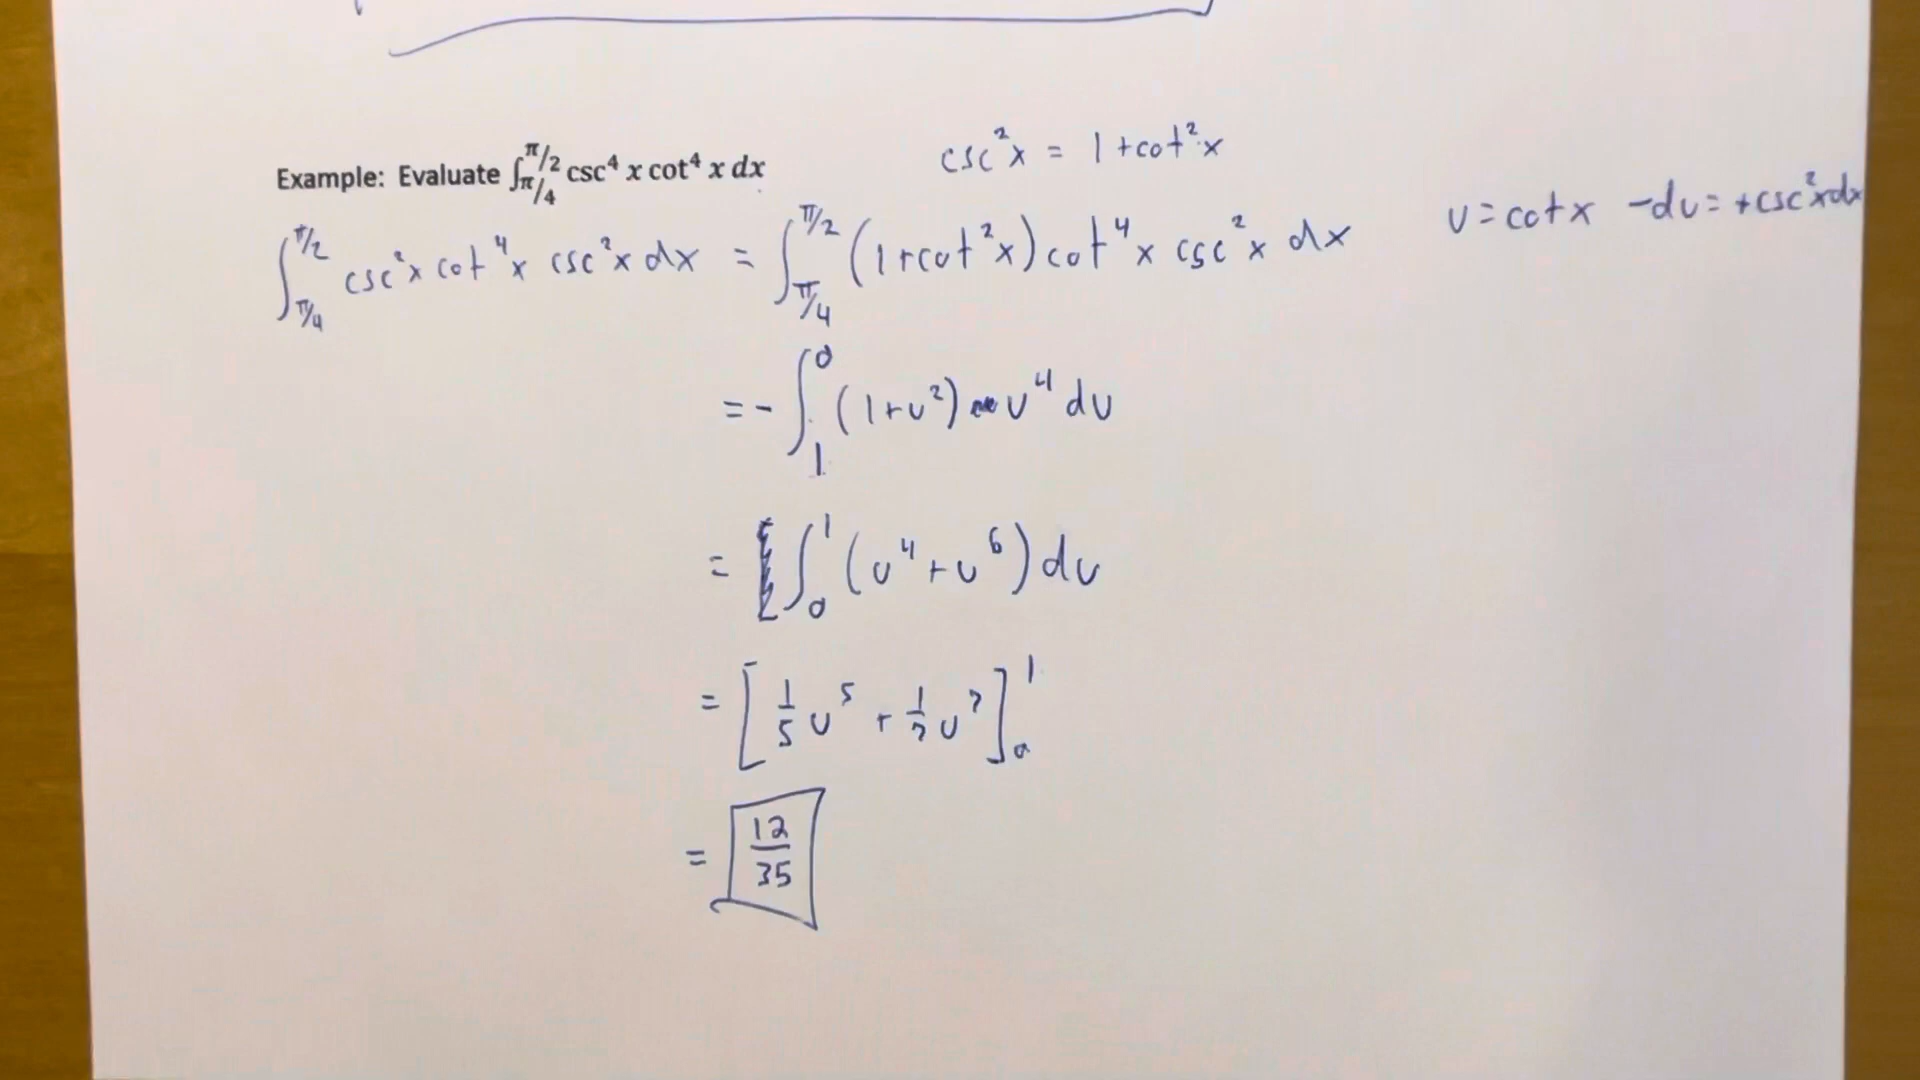 Example: Evaluate ∫_{π/4}^{π/2} csc⁴ x cot⁴ x dx
csc²x = 1+cot²x
u = cot x   -du = +csc²x dx
∫_{π/4}^{π/2} csc²x cot⁴x csc²x dx = ∫_{π/4}^{π/2} (1+cot²x) cot⁴x csc²x dx
= - ∫_1^0 (1+u²) u⁴ du
= ∫_0^1 (u⁴+u⁶) du
= [1/5 u⁵ + 1/7 u⁷]_0^1
= 12/35